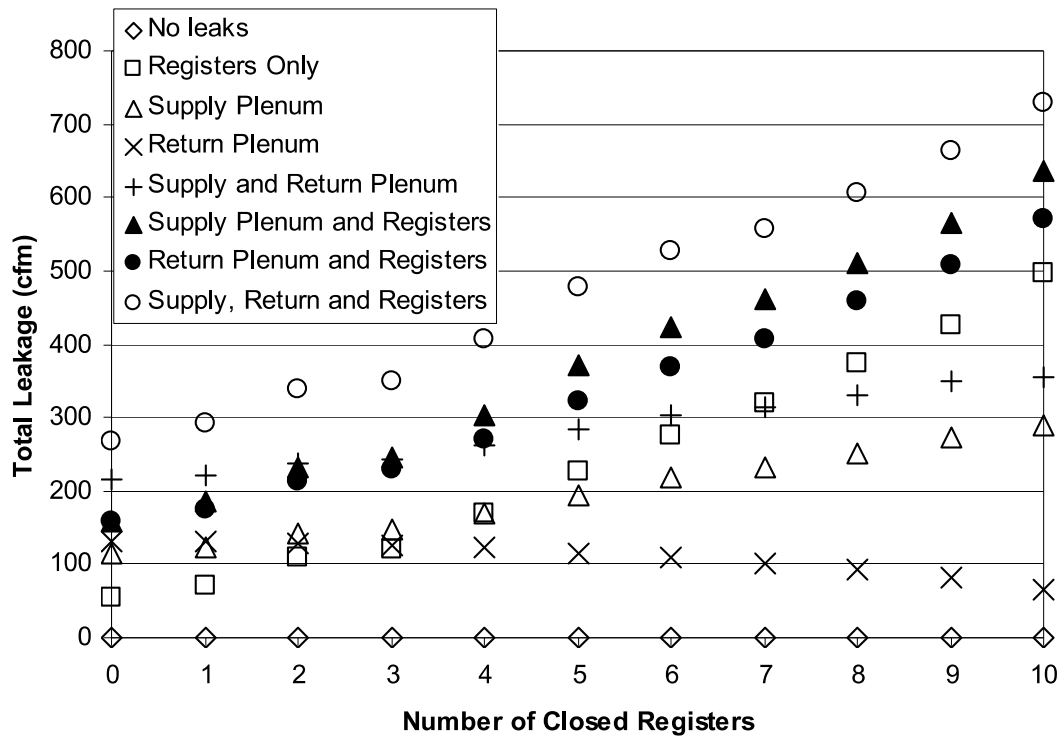 No leaks
Registers Only
Supply Plenum
Return Plenum
Supply and Return Plenum
Supply Plenum and Registers
Return Plenum and Registers
Supply, Return and Registers
800
700
600
500
400
300
200
100
0
Total Leakage (cfm)
0 1 2 3 4 5 6 7 8 9 10
Number of Closed Registers